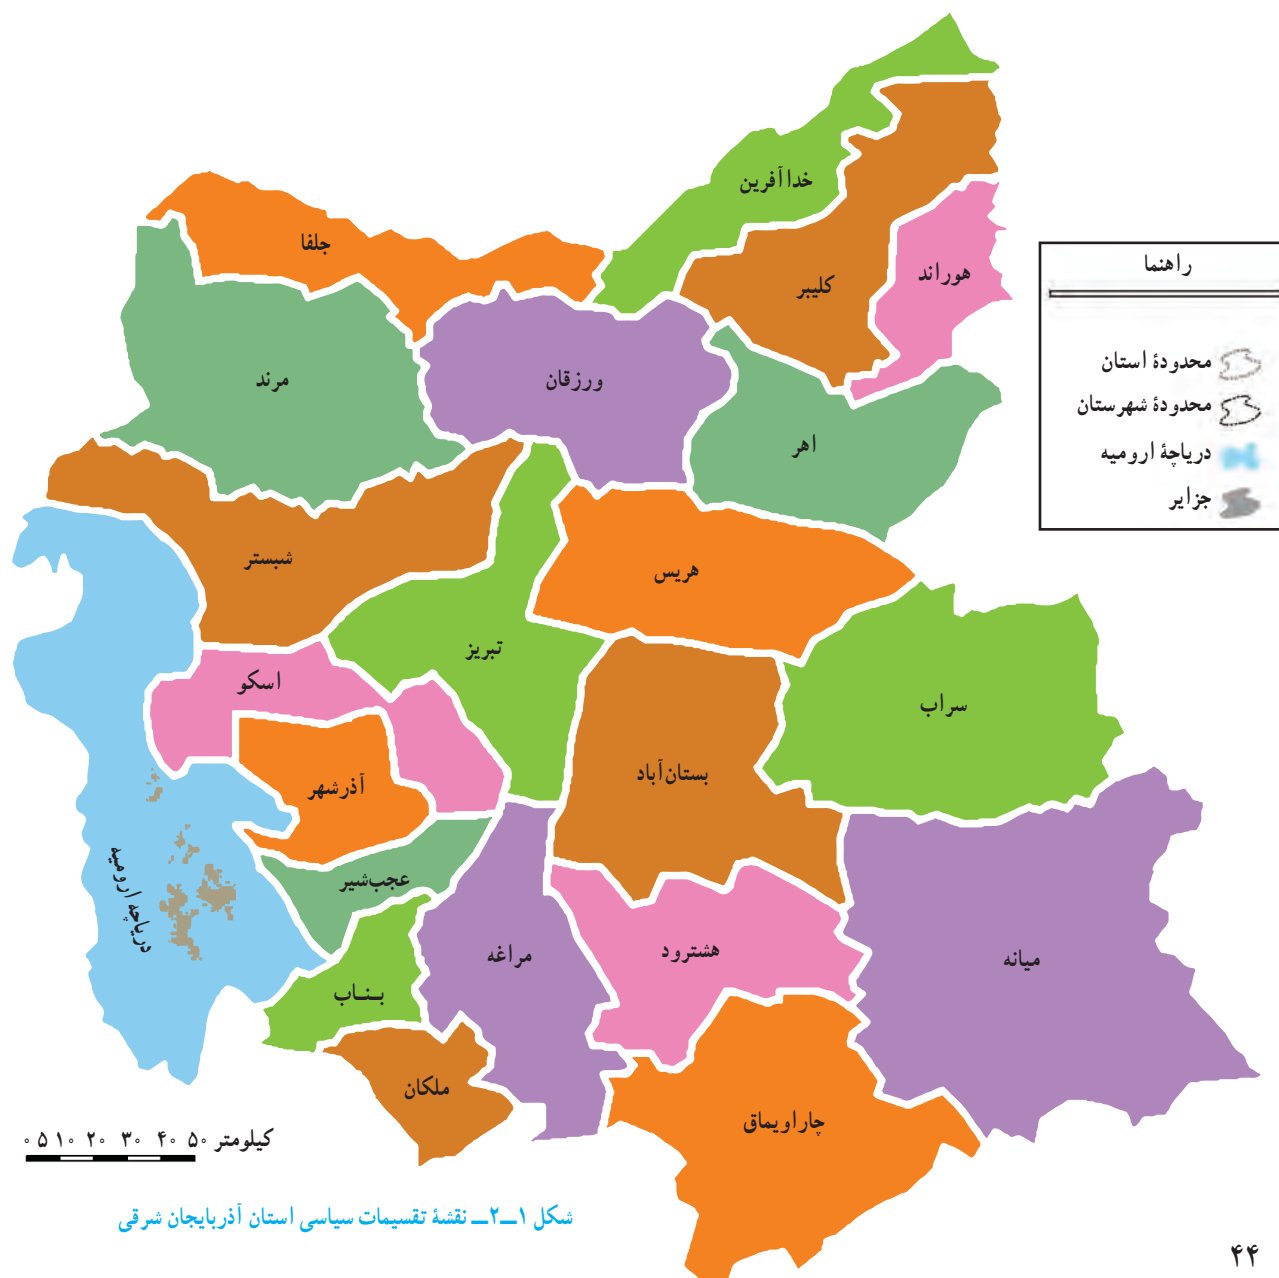 خداآفرین
جلفا
کلیبر
هوراند
راهنما
محدودهٔ استان
محدودهٔ شهرستان
دریاچهٔ ارومیه
جزایر
مرند
ورزقان
اهر
شبستر
هریس
تبریز
اسکو
سراب
بستان‌آباد
آذرشهر
دریاچه ارومیه
عجب‌شیر
هشترود
مراغه
میانه
بناب
ملکان
چاراویماق
۰ ۵ ۱۰ ۲۰ ۳۰ ۴۰ ۵۰ کیلومتر
شکل ۱ــ۲ــ نقشهٔ تقسیمات سیاسی استان آذربایجان شرقی
۴۴